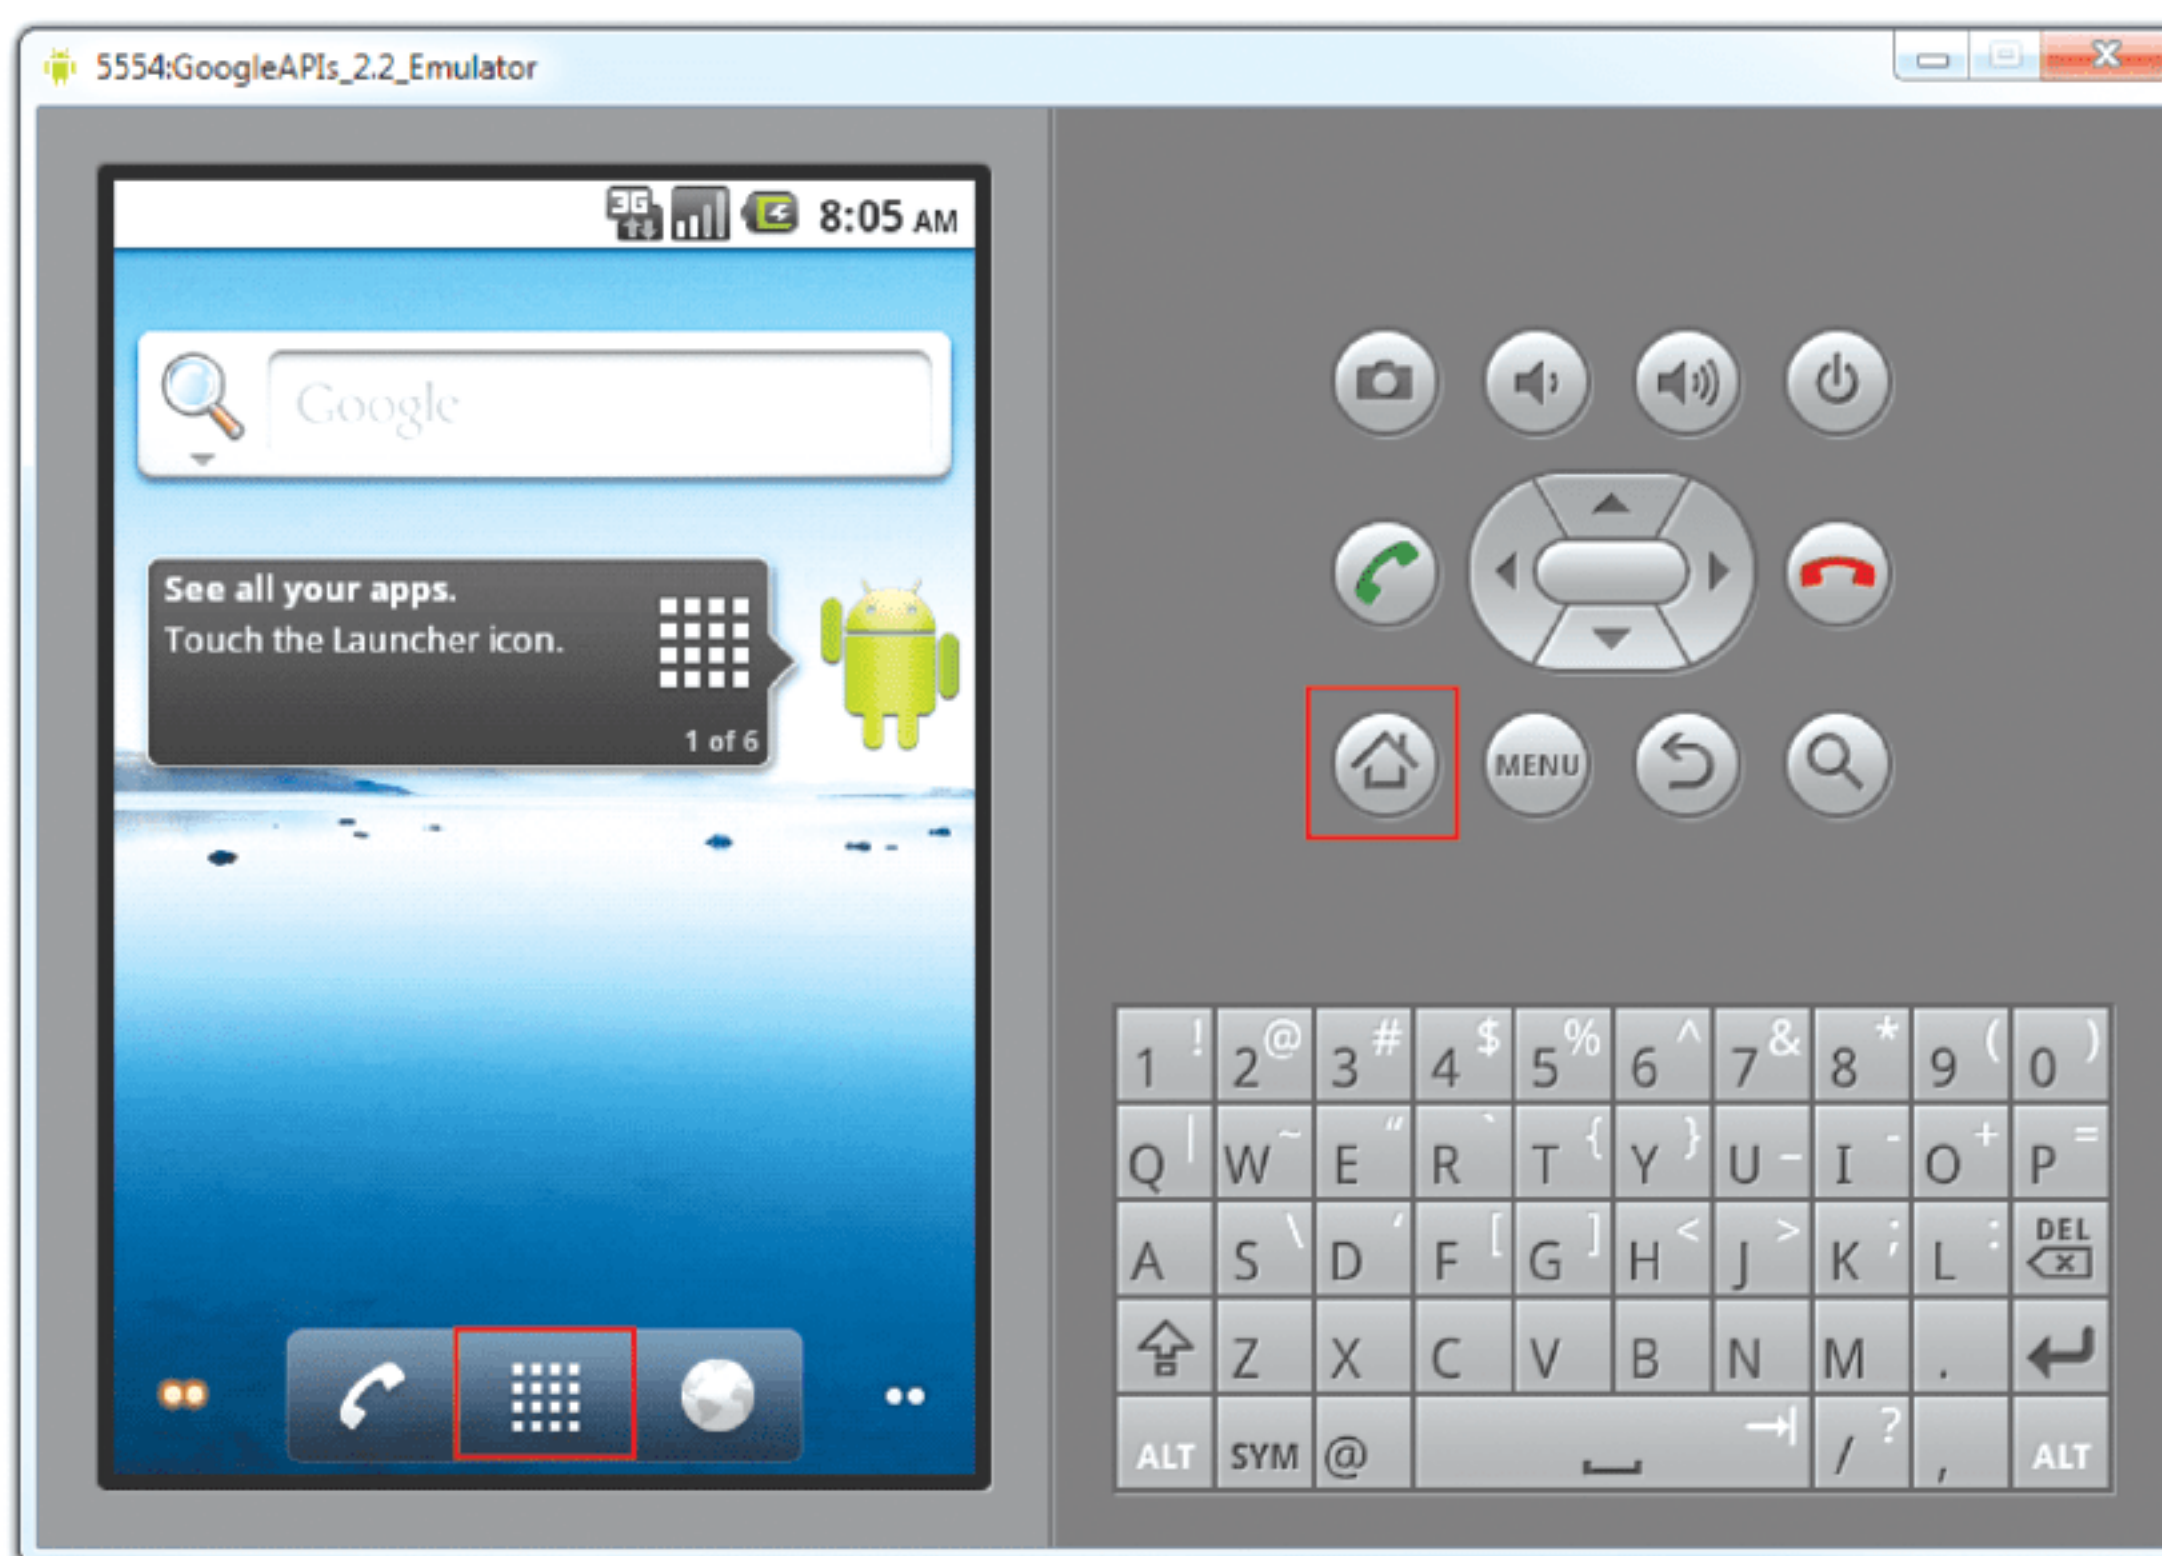 5554:GoogleAPIs_2.2_Emulator
3G 8:05 AM
Google
See all your apps.
Touch the Launcher icon.
1 of 6
MENU
1 ! 2 @ 3 # 4 $ 5 % 6 ^ 7 & 8 * 9 ( 0 )
Q | W ~ E “ R ` T { Y } U _ I - O + P =
A S \ D ‘ F [ G ] H < J > K ; L : DEL
Z X C V B N M .
ALT SYM @ / ? , ALT